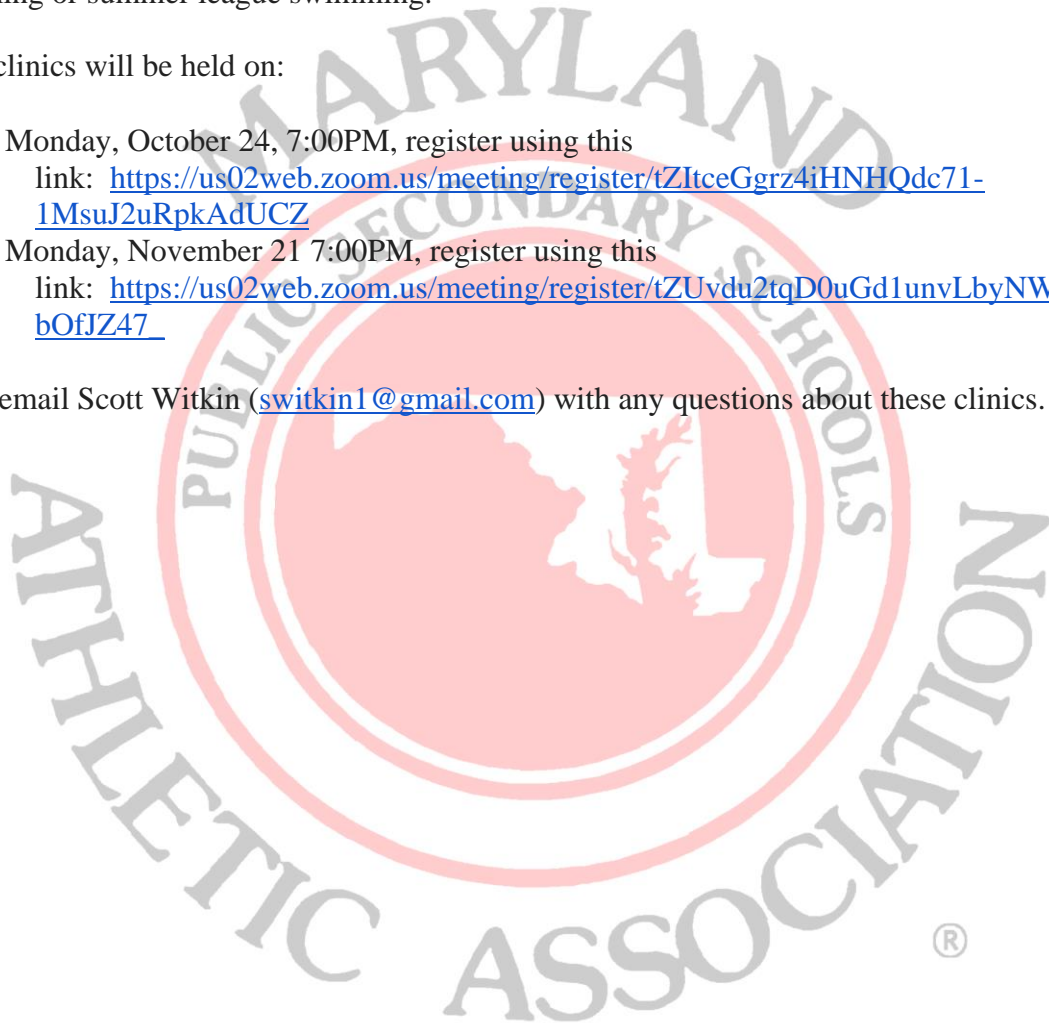 or summer league swimming.
clinics will be held on:
Monday, October 24, 7:00PM, register using this
link: https://us02web.zoom.us/meeting/register/tZItceGgrz4iHNHQdc71-
1MsuJ2uRpkAdUCZ
Monday, November 21 7:00PM, register using this
link: https://us02web.zoom.us/meeting/register/tZUvdu2tqD0uGd1unvLbyNW
bOfJZ47_
email Scott Witkin (switkin1@gmail.com) with any questions about these clinics.
MARYLAND
PUBLIC SECONDARY SCHOOLS
ATHLETIC ASSOCIATION
®